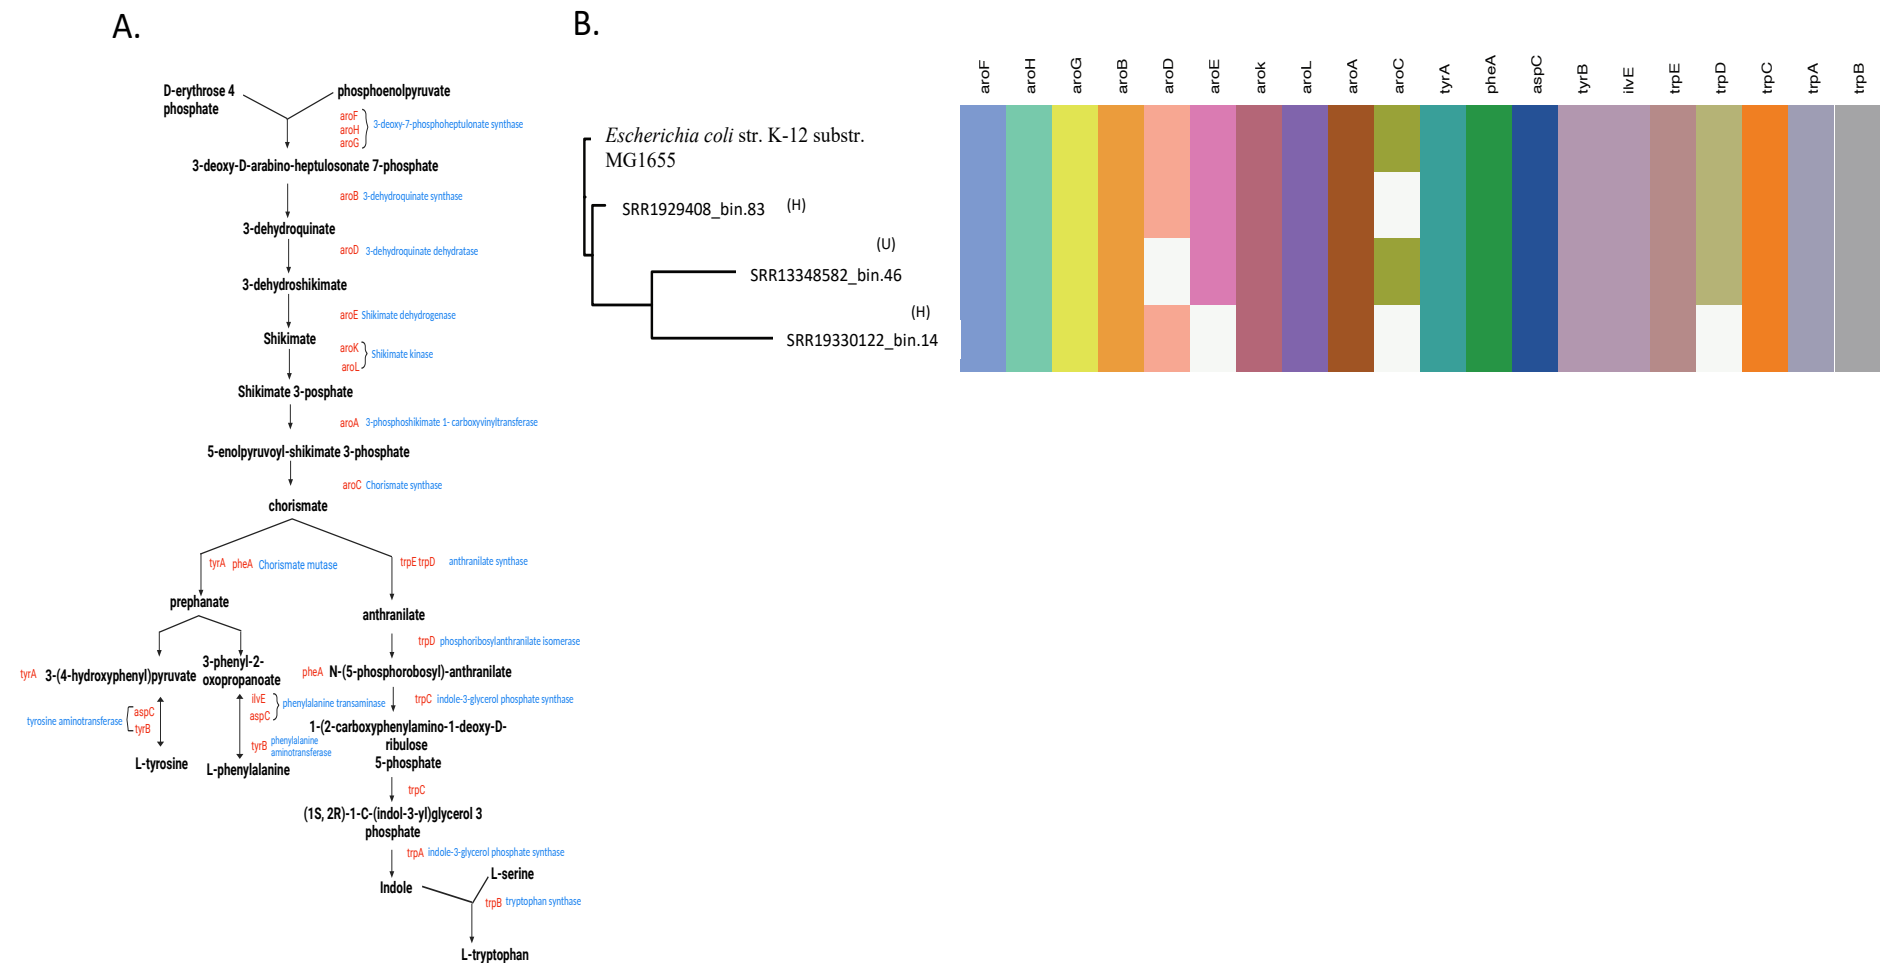 A.
D-erythrose 4
phosphate
phosphoenolpyruvate
aroF
aroH
aroG
3-deoxy-7-phosphoheptulonate synthase
3-deoxy-D-arabino-heptulosonate 7-phosphate
aroB 3-dehydroquinate synthase
3-dehydroquinate
aroD 3-dehydroquinate dehydratase
3-dehydroshikimate
aroE Shikimate dehydrogenase
Shikimate
aroK
aroL
Shikimate kinase
Shikimate 3-posphate
aroA 3-phosphoshikimate 1- carboxyvinyltransferase
5-enolpyruvoyl-shikimate 3-phosphate
aroC Chorismate synthase
chorismate
tyrA pheA Chorismate mutase
trpE trpD anthranilate synthase
prephanate
anthranilate
trpD phosphoribosylanthranilate isomerase
tyrA 3-(4-hydroxyphenyl)pyruvate
3-phenyl-2-
oxopropanoate
pheA N-(5-phosphorobosyl)-anthranilate
ilvE
aspC
phenylalanine transaminase
trpC indole-3-glycerol phosphate synthase
tyrosine aminotransferase
aspC
tyrB
1-(2-carboxyphenylamino-1-deoxy-D-
ribulose
5-phosphate
tyrB phenylalanine
aminotransferase
L-tyrosine
L-phenylalanine
trpC
(1S, 2R)-1-C-(indol-3-yl)glycerol 3
phosphate
trpA indole-3-glycerol phosphate synthase
Indole
L-serine
trpB tryptophan synthase
L-tryptophan
B.
aroF
aroH
aroG
aroB
aroD
aroE
arok
aroL
aroA
aroC
tyrA
pheA
aspC
tyrB
ilvE
trpE
trpD
trpC
trpA
trpB
Escherichia coli str. K-12 substr.
MG1655
SRR1929408_bin.83 (H)
(U)
SRR13348582_bin.46
(H)
SRR19330122_bin.14